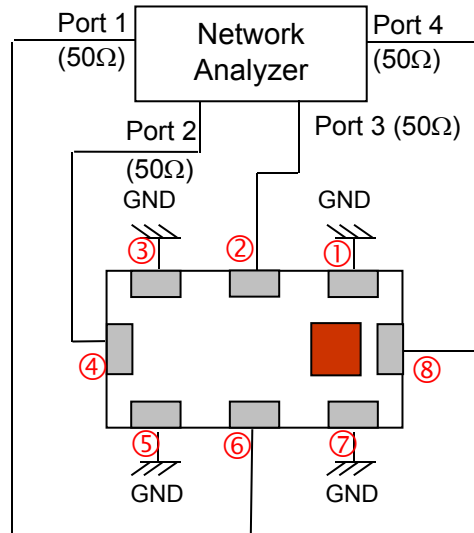 Port 1
(50Ω)
Network
Analyzer
Port 4
(50Ω)
Port 2
(50Ω)
Port 3 (50Ω)
GND
GND
③
②
①
④
⑧
⑤
⑥
⑦
GND
GND